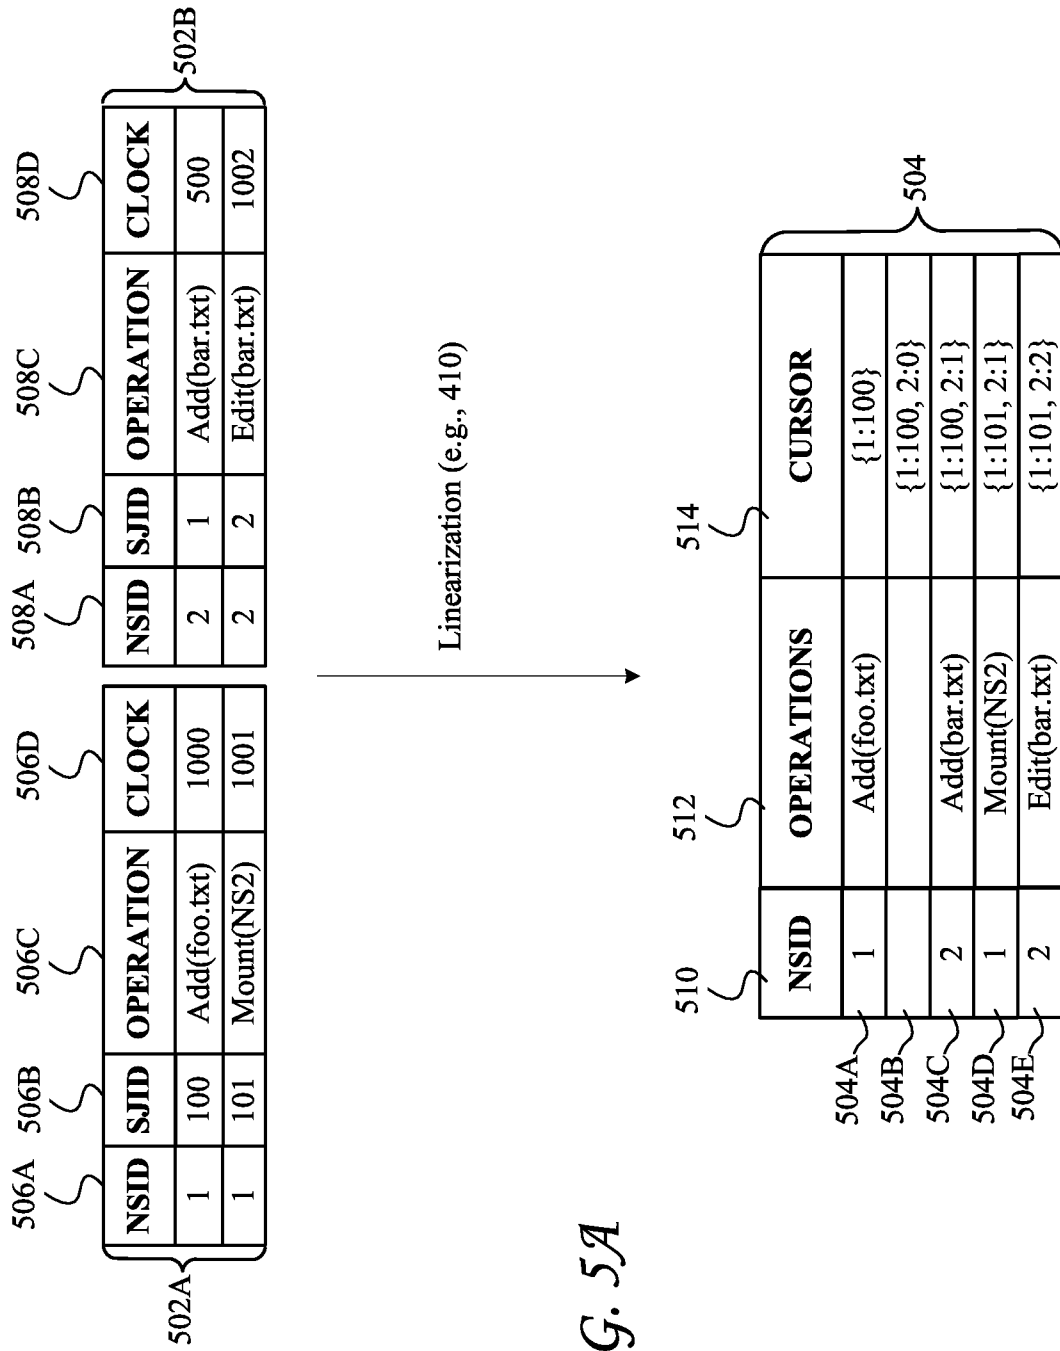 506A 506B 506C 506D 508A 508B 508C 508D
NSID SJID OPERATION CLOCK NSID SJID OPERATION CLOCK
1 100 Add(foo.txt) 1000 2 1 Add(bar.txt) 500
1 101 Mount(NS2) 1001 2 2 Edit(bar.txt) 1002
502A 502B
Linearization (e.g., 410)
G. 5A
510 512 514
NSID OPERATIONS CURSOR
504A 1 Add(foo.txt) {1:100}
504B {1:100, 2:0}
504C 2 Add(bar.txt) {1:100, 2:1}
504D 1 Mount(NS2) {1:101, 2:1}
504E 2 Edit(bar.txt) {1:101, 2:2}
504